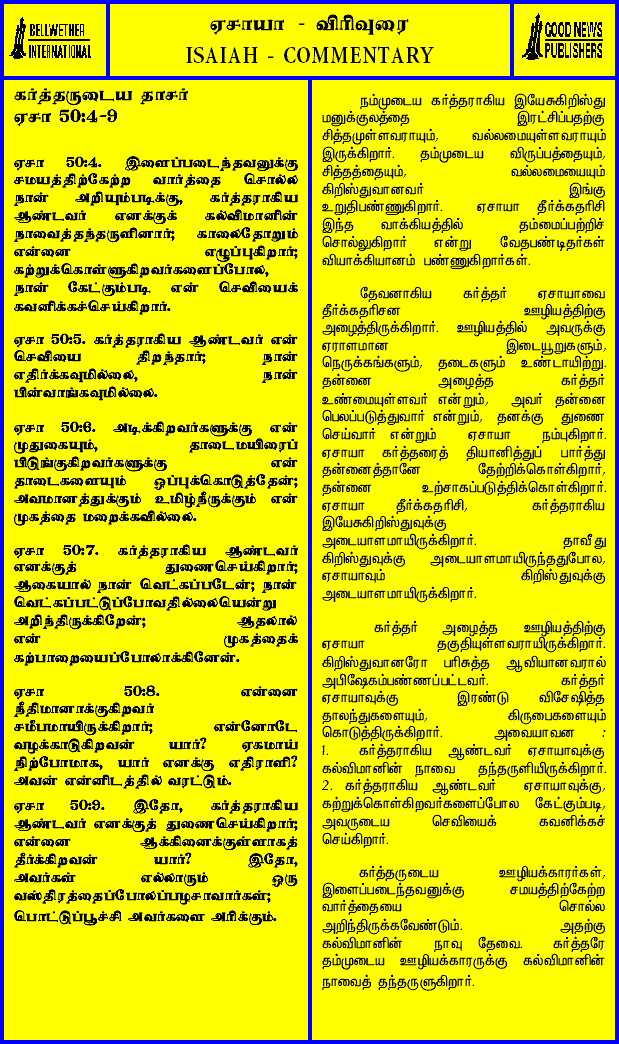 BELLWETHER
INTERNATIONAL
ஏசாயா - விரிவுரை
ISAIAH - COMMENTARY
GOOD NEWS
PUBLISHERS
கர்த்தருடைய தாசர்
ஏசா 50:4-9
ஏசா 50:4. இளைப்படைந்தவனுக்கு
சமயத்திற்கேற்ற வார்த்தை சொல்ல
நான் அறியும்படிக்கு, கர்த்தராகிய
ஆண்டவர் எனக்குக் கல்விமானின்
நாவைத்தந்தருளினார்; காலைதோறும்
என்னை எழுப்புகிறார்;
கற்றுக்கொள்ளுகிறவர்களைப்போல,
நான் கேட்கும்படி என் செவியைக்
கவனிக்கச்செய்கிறார்.
ஏசா 50:5. கர்த்தராகிய ஆண்டவர் என்
செவியை திறந்தார்; நான்
எதிர்க்கவுமில்லை, நான்
பின்வாங்கவுமில்லை.
ஏசா 50:6. அடிக்கிறவர்களுக்கு என்
முதுகையும், தாடைமயிரைப்
பிடுங்குகிறவர்களுக்கு என்
தாடைகளையும் ஒப்புக்கொடுத்தேன்;
அவமானத்துக்கும் உமிழ்நீருக்கும் என்
முகத்தை மறைக்கவில்லை.
ஏசா 50:7. கர்த்தராகிய ஆண்டவர்
எனக்குத் துணைசெய்கிறார்;
ஆகையால் நான் வெட்கப்படேன்; நான்
வெட்கப்பட்டுப்போவதில்லையென்று
அறிந்திருக்கிறேன்; ஆதலால்
என் முகத்தைக்
கற்பாறையைப்போலாக்கினேன்.
ஏசா 50:8. என்னை
நீதிமானாக்குகிறவர்
சமீபமாயிருக்கிறார்; என்னோடே
வழக்காடுகிறவன் யார்? ஏகமாய்
நிற்போமாக, யார் எனக்கு எதிராளி?
அவன் என்னிடத்தில் வரட்டும்.
ஏசா 50:9. இதோ, கர்த்தராகிய
ஆண்டவர் எனக்குத் துணைசெய்கிறார்;
என்னை ஆக்கினைக்குள்ளாகத்
தீர்க்கிறவன் யார்? இதோ,
அவர்கள் எல்லாரும் ஒரு
வஸ்திரத்தைப்போலப்பழசாவார்கள்;
பொட்டுப்பூச்சி அவர்களை அரிக்கும்.
நம்முடைய கர்த்தராகிய இயேசுகிறிஸ்து
மனுக்குலத்தை இரட்சிப்பதற்கு
சித்தமுள்ளவராயும், வல்லமையுள்ளவராயும்
இருக்கிறார். தம்முடைய விருப்பத்தையும்,
சித்தத்தையும், வல்லமையையும்
கிறிஸ்துவானவர் இங்கு
உறுதிபண்ணுகிறார். ஏசாயா தீர்க்கதரிசி
இந்த வாக்கியத்தில் தம்மைப்பற்றிச்
சொல்லுகிறார் என்று வேதபண்டிதர்கள்
வியாக்கியானம் பண்ணுகிறார்கள்.
தேவனாகிய கர்த்தர் ஏசாயாவை
தீர்க்கதரிசன ஊழியத்திற்கு
அழைத்திருக்கிறார். ஊழியத்தில் அவருக்கு
ஏராளமான இடையூறுகளும்,
நெருக்கங்களும், தடைகளும் உண்டாயிற்று.
தன்னை அழைத்த கர்த்தர்
உண்மையுள்ளவர் என்றும், அவர் தன்னை
பெலப்படுத்துவார் என்றும், தனக்கு துணை
செய்வார் என்றும் ஏசாயா நம்புகிறார்.
ஏசாயா கர்த்தரைத் தியானித்துப் பார்த்து
தன்னைத்தானே தேற்றிக்கொள்கிறார்,
தன்னை உற்சாகப்படுத்திக்கொள்கிறார்.
ஏசாயா தீர்க்கதரிசி, கர்த்தராகிய
இயேசுகிறிஸ்துவுக்கு
அடையாளமாயிருக்கிறார். தாவீது
கிறிஸ்துவுக்கு அடையாளமாயிருந்ததுபோல,
ஏசாயாவும் கிறிஸ்துவுக்கு
அடையாளமாயிருக்கிறார்.
கர்த்தர் அழைத்த ஊழியத்திற்கு
ஏசாயா தகுதியுள்ளவராயிருக்கிறார்.
கிறிஸ்துவானரோ பரிசுத்த ஆவியானவரால்
அபிஷேகம்பண்ணப்பட்டவர். கர்த்தர்
ஏசாயாவுக்கு இரண்டு விசேஷித்த
தாலந்துகளையும், கிருபைகளையும்
கொடுத்திருக்கிறார். அவையாவன :
1. கர்த்தராகிய ஆண்டவர் ஏசாயாவுக்கு
கல்விமானின் நாவை தந்தருளியிருக்கிறார்.
2. கர்த்தராகிய ஆண்டவர் ஏசாயாவுக்கு,
கற்றுக்கொள்கிறவர்களைப்போல கேட்கும்படி,
அவருடைய செவியைக் கவனிக்கச்
செய்கிறார்.
கர்த்தருடைய ஊழியக்காரர்கள்,
இளைப்படைந்தவனுக்கு சமயத்திற்கேற்ற
வார்த்தையை சொல்ல
அறிந்திருக்கவேண்டும். அதற்கு
கல்விமானின் நாவு தேவை. கர்த்தரே
தம்முடைய ஊழியக்காரருக்கு கல்விமானின்
நாவைத் தந்தருளுகிறார்.